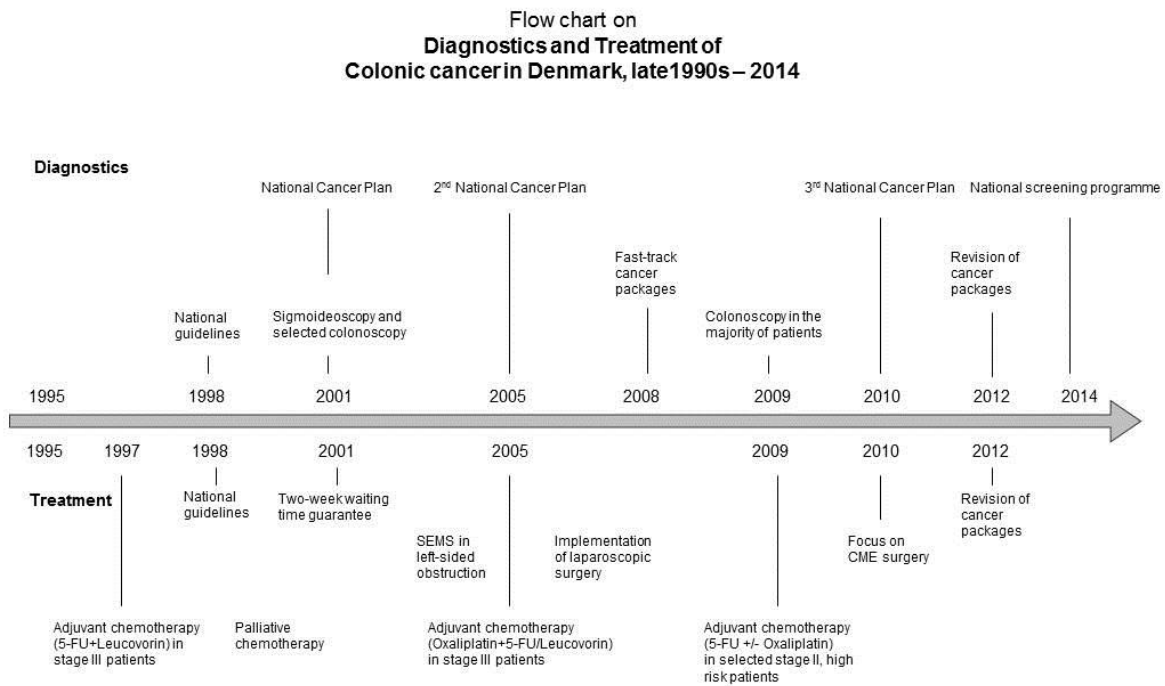 Flow chart on
Diagnostics and Treatment of
Colonic cancer in Denmark, late1990s – 2014
Diagnostics
National Cancer Plan
2nd National Cancer Plan
3rd National Cancer Plan
National screening programme
Fast-track
cancer
packages
Revision of
cancer
packages
National
guidelines
Sigmoideoscopy and
selected colonoscopy
Colonoscopy in the
majority of patients
1995 1998 2001 2005 2008 2009 2010 2012 2014
1995 1997 1998 2001 2005 2009 2010 2012
Treatment
National
guidelines
Two-week waiting
time guarantee
Revision of
cancer
packages
SEMS in
left-sided
obstruction
Implementation
of laparoscopic
surgery
Focus on
CME surgery
Adjuvant chemotherapy
(5-FU+Leucovorin) in
stage III patients
Palliative
chemotherapy
Adjuvant chemotherapy
(Oxaliplatin+5-FU/Leucovorin)
in stage III patients
Adjuvant chemotherapy
(5-FU +/- Oxaliplatin)
in selected stage II, high
risk patients